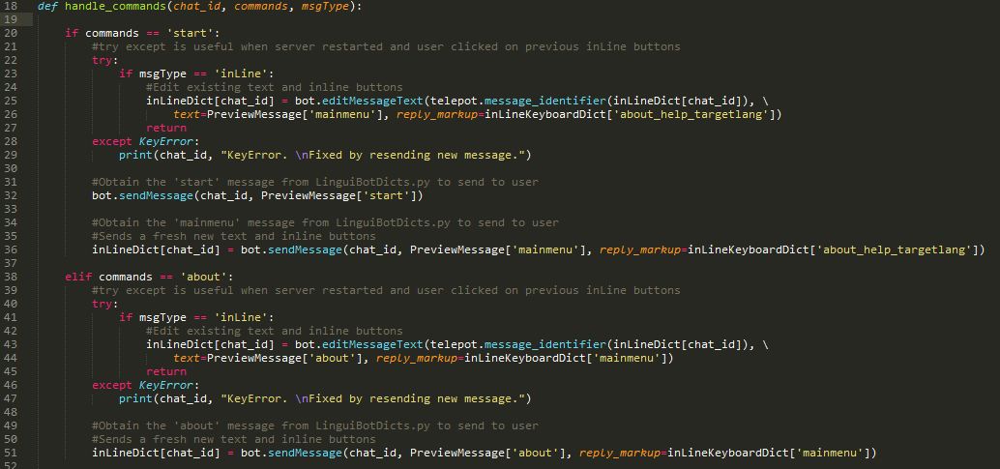 18 def handle_commands(chat_id, commands, msgType):
19
20 if commands == 'start':
21 #try except is useful when server restarted and user clicked on previous inLine buttons
22 try:
23 if msgType == 'inLine':
24 #Edit existing text and inline buttons
25 inLineDict[chat_id] = bot.editMessageText(telepot.message_identifier(inLineDict[chat_id]), \
26 text=PreviewMessage['mainmenu'], reply_markup=inLineKeyboardDict['about_help_targetlang'])
27 return
28 except KeyError:
29 print(chat_id, "KeyError. \nFixed by resending new message.")
30
31 #Obtain the 'start' message from LinguiBotDicts.py to send to user
32 bot.sendMessage(chat_id, PreviewMessage['start'])
33
34 #Obtain the 'mainmenu' message from LinguiBotDicts.py to send to user
35 #Sends a fresh new text and inline buttons
36 inLineDict[chat_id] = bot.sendMessage(chat_id, PreviewMessage['mainmenu'], reply_markup=inLineKeyboardDict['about_help_targetlang'])
37
38 elif commands == 'about':
39 #try except is useful when server restarted and user clicked on previous inLine buttons
40 try:
41 if msgType == 'inLine':
42 #Edit existing text and inline buttons
43 inLineDict[chat_id] = bot.editMessageText(telepot.message_identifier(inLineDict[chat_id]), \
44 text=PreviewMessage['about'], reply_markup=inLineKeyboardDict['mainmenu'])
45 return
46 except KeyError:
47 print(chat_id, "KeyError. \nFixed by resending new message.")
48
49 #Obtain the 'about' message from LinguiBotDicts.py to send to user
50 #Sends a fresh new text and inline buttons
51 inLineDict[chat_id] = bot.sendMessage(chat_id, PreviewMessage['about'], reply_markup=inLineKeyboardDict['mainmenu'])
52